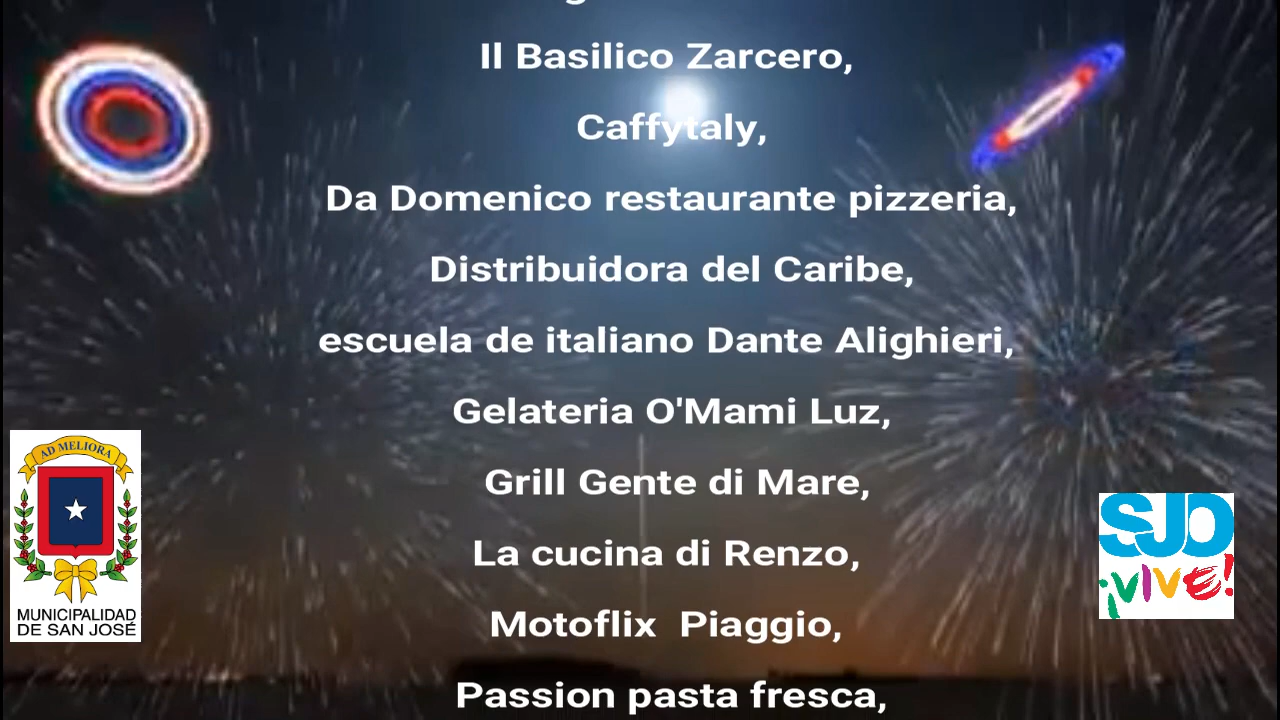 Il Basilico Zarcero,
Caffytaly,
Da Domenico restaurante pizzeria,
Distribuidora del Caribe,
escuela de italiano Dante Alighieri,
Gelateria O'Mami Luz,
Grill Gente di Mare,
La cucina di Renzo,
Motoflix Piaggio,
Passion pasta fresca,
AD MELIORA
MUNICIPALIDAD
DE SAN JOSÉ
SJO
¡VIVE!